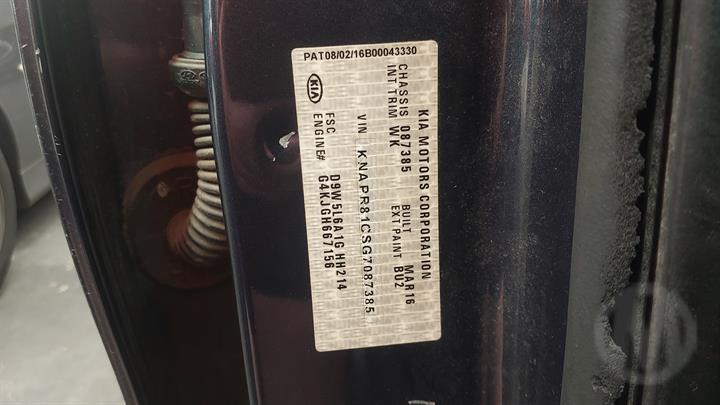 PAT08/02/16B00043330
KIA MOTORS CORPORATION
CHASSIS 087385 BUILT MAR16
INT TRIM WK EXT PAINT BU2
VIN KNAPR81CSG7087385
KIA FSC D9W5L6A1G HH214
ENGINE# G4KJGH667156